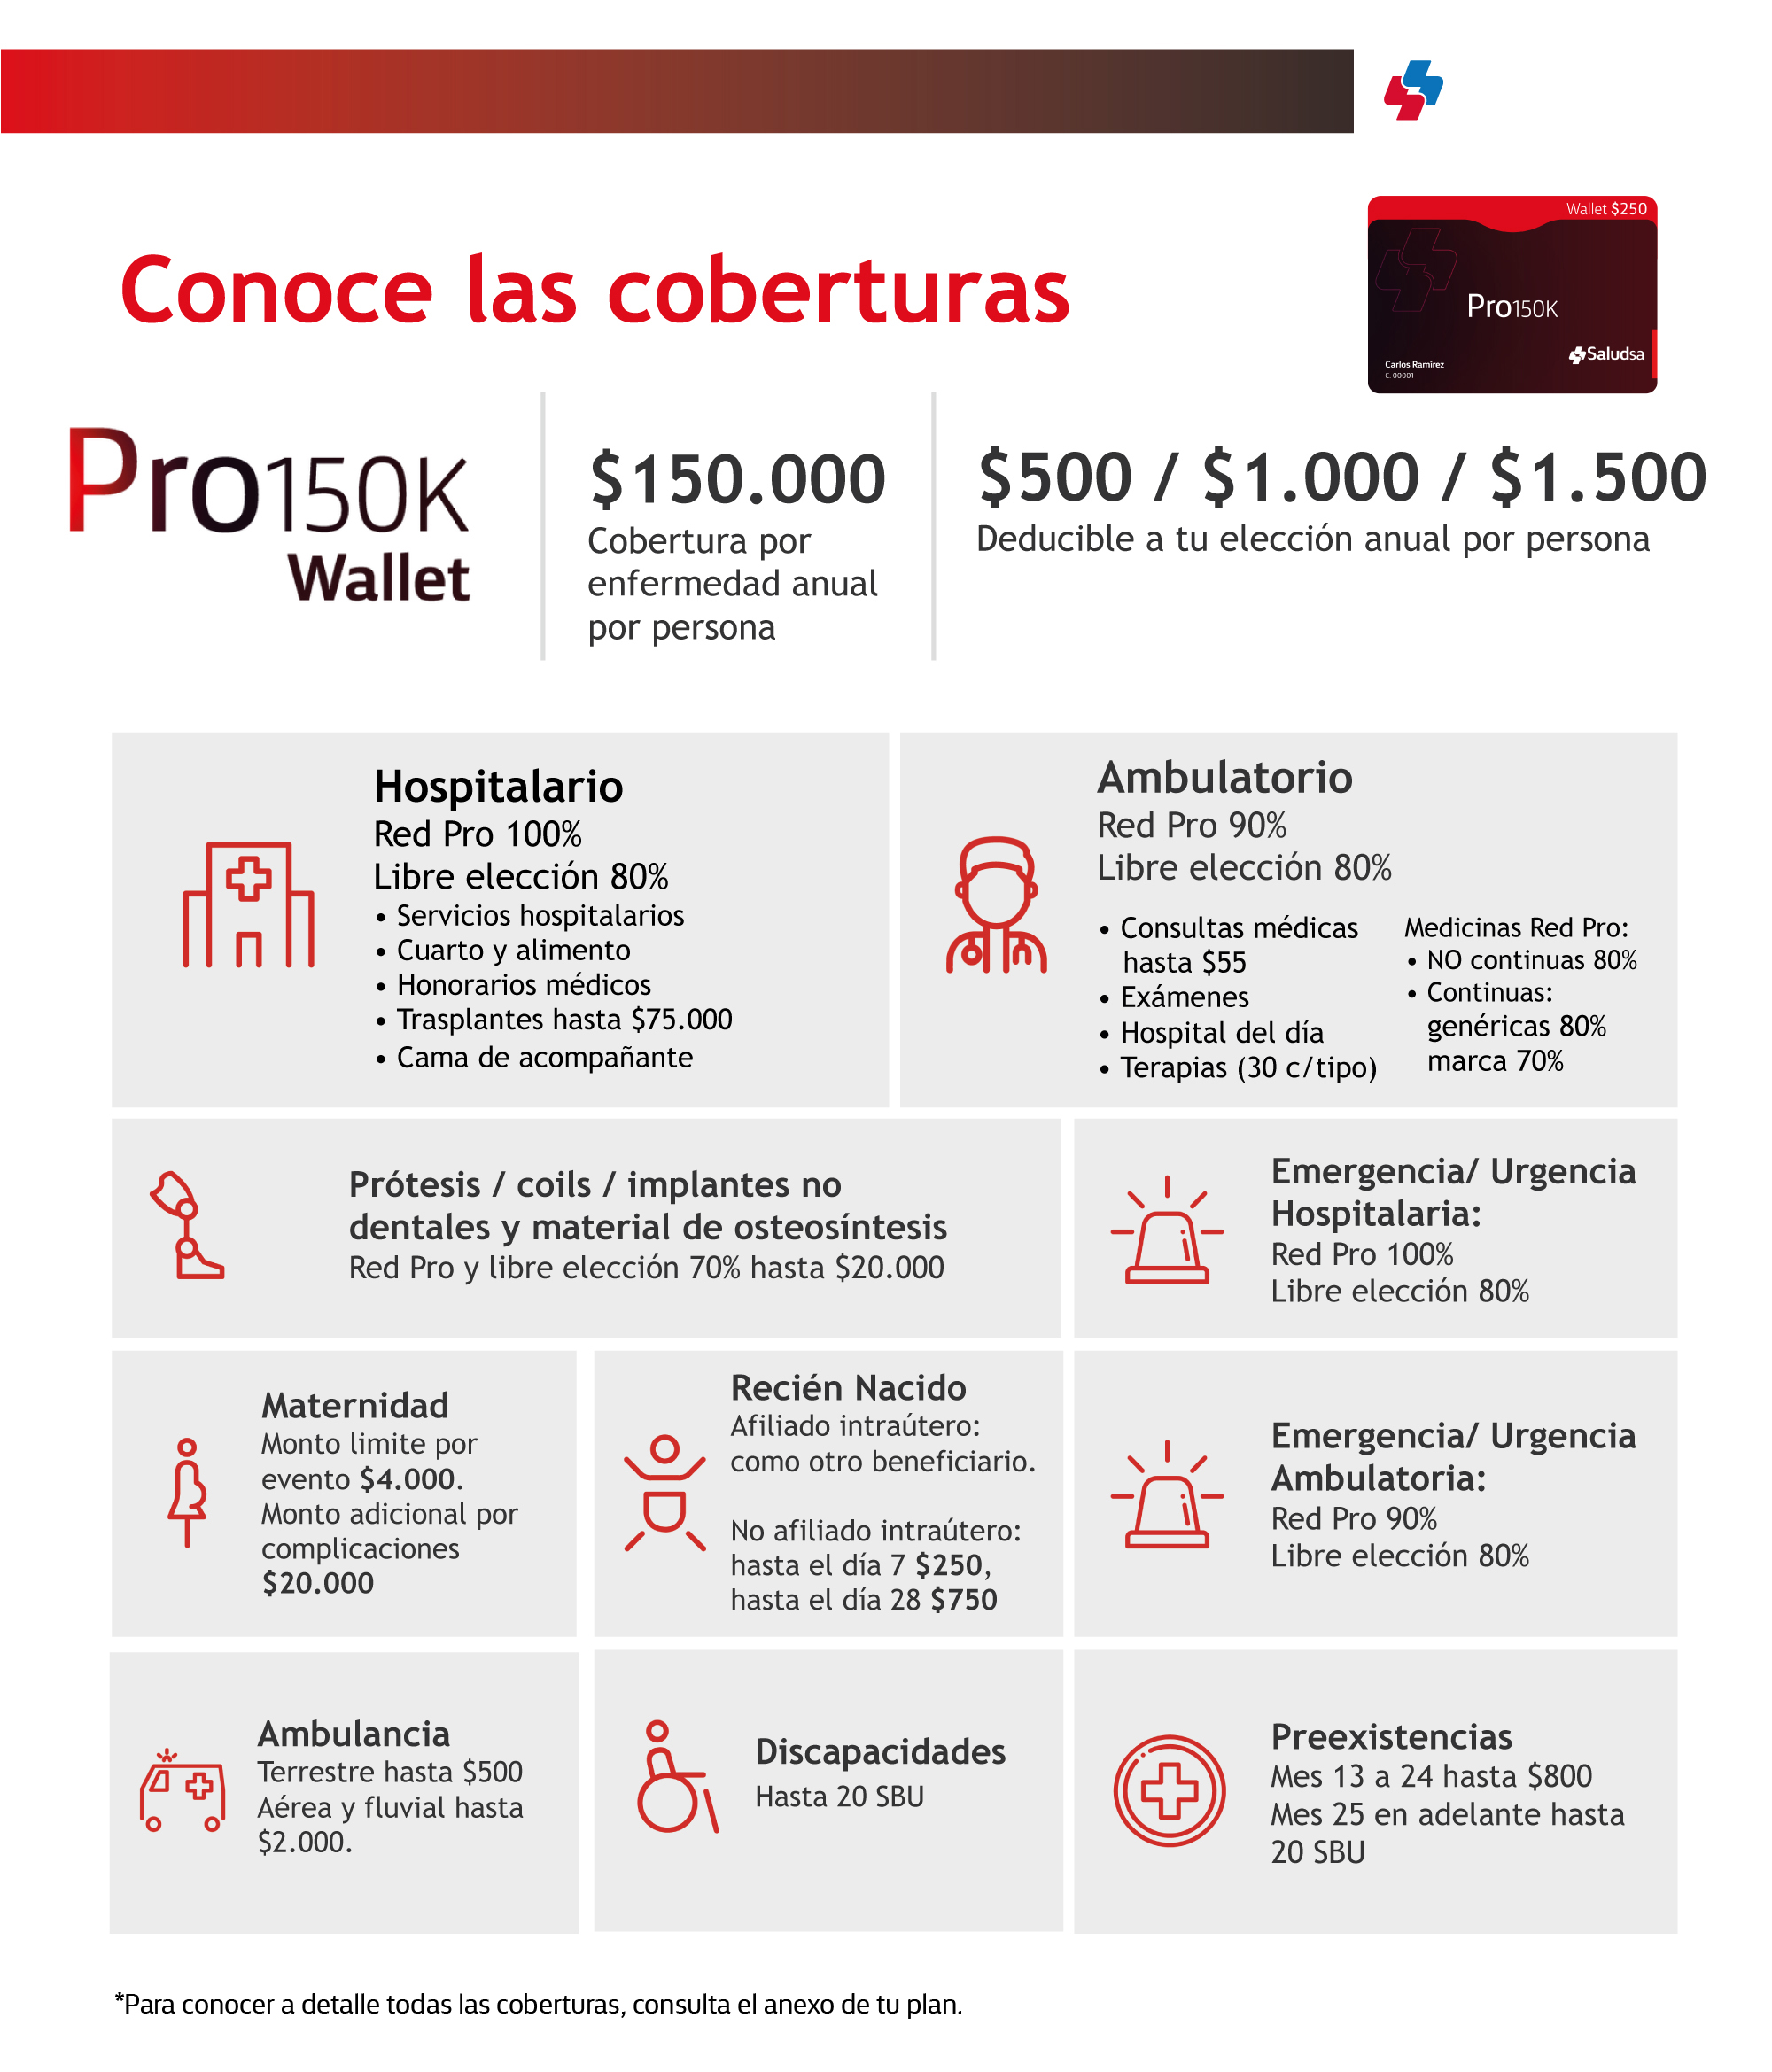 Wallet $250
Pro150K
Carlos Ramírez
C. 00001
Saludsa
Conoce las coberturas
Pro150K
Wallet
$150.000
Cobertura por
enfermedad anual
por persona
$500 / $1.000 / $1.500
Deducible a tu elección anual por persona
Hospitalario
Red Pro 100%
Libre elección 80%
• Servicios hospitalarios
• Cuarto y alimento
• Honorarios médicos
• Trasplantes hasta $75.000
• Cama de acompañante
Ambulatorio
Red Pro 90%
Libre elección 80%
• Consultas médicas
hasta $55
• Exámenes
• Hospital del día
• Terapias (30 c/tipo)
Medicinas Red Pro:
• NO continuas 80%
• Continuas:
genéricas 80%
marca 70%
Prótesis / coils / implantes no
dentales y material de osteosíntesis
Red Pro y libre elección 70% hasta $20.000
Emergencia/ Urgencia
Hospitalaria:
Red Pro 100%
Libre elección 80%
Maternidad
Monto limite por
evento $4.000.
Monto adicional por
complicaciones
$20.000
Recién Nacido
Afiliado intraútero:
como otro beneficiario.
No afiliado intraútero:
hasta el día 7 $250,
hasta el día 28 $750
Emergencia/ Urgencia
Ambulatoria:
Red Pro 90%
Libre elección 80%
Ambulancia
Terrestre hasta $500
Aérea y fluvial hasta
$2.000.
Discapacidades
Hasta 20 SBU
Preexistencias
Mes 13 a 24 hasta $800
Mes 25 en adelante hasta
20 SBU
*Para conocer a detalle todas las coberturas, consulta el anexo de tu plan.